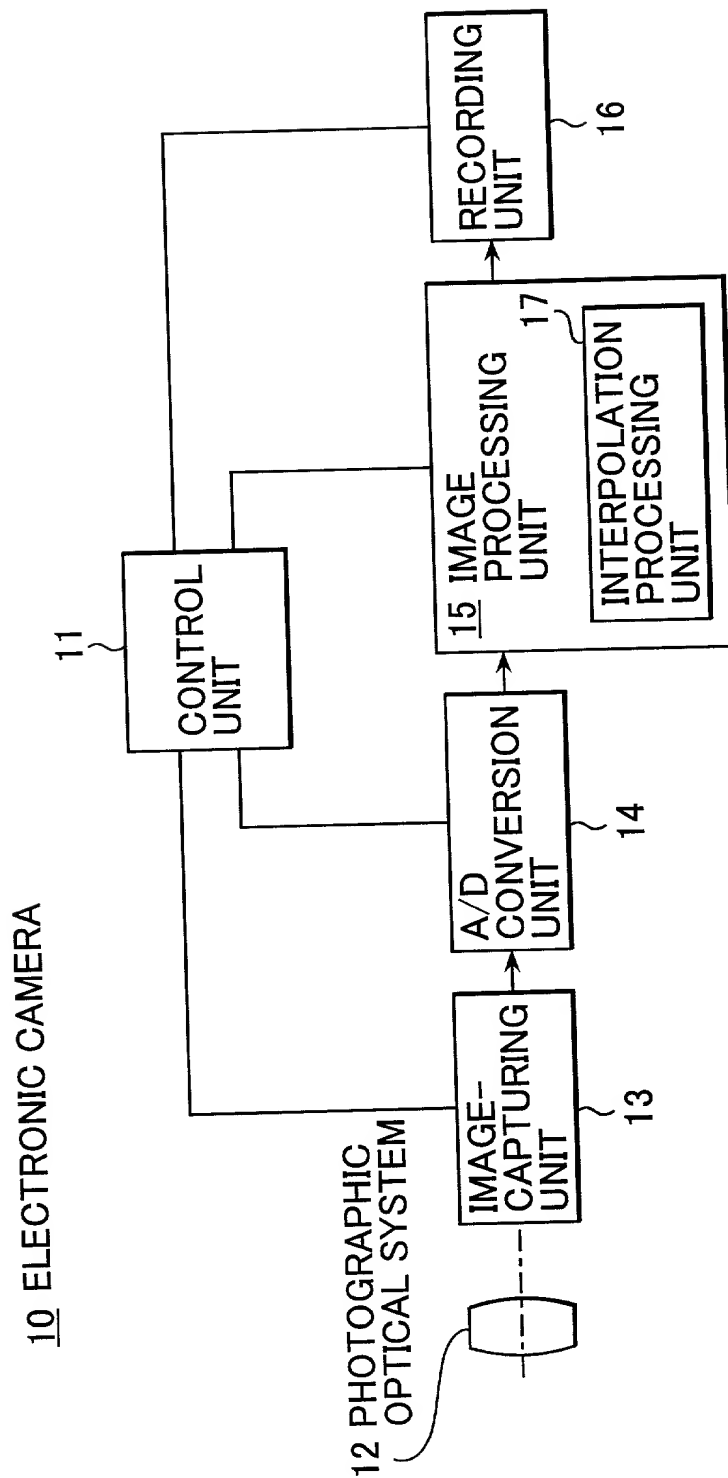 10 ELECTRONIC CAMERA
11
CONTROL
UNIT
12 PHOTOGRAPHIC
OPTICAL SYSTEM
IMAGE-
CAPTURING
UNIT
13
A/D
CONVERSION
UNIT
14
15 IMAGE
PROCESSING
UNIT
17
INTERPOLATION
PROCESSING
UNIT
RECORDING
UNIT
16